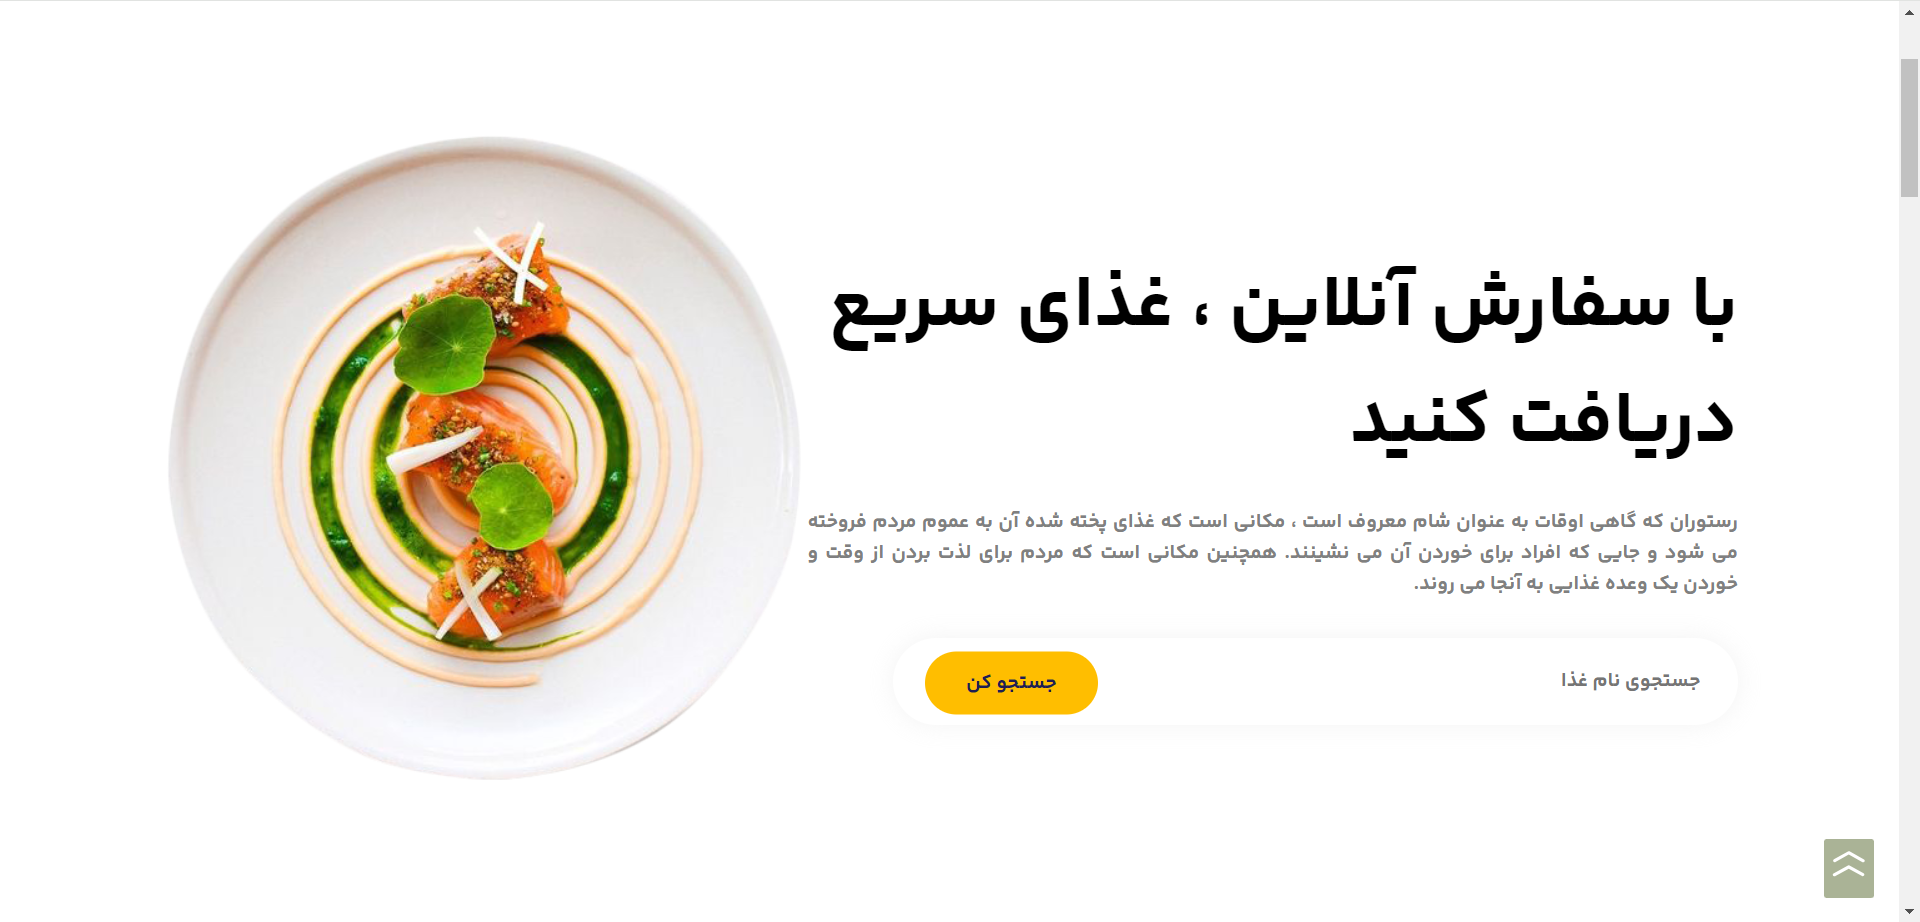 با سفارش آنلاین ، غذای سریع
دریافت کنید
رستوران که گاهی اوقات به عنوان شام معروف است ، مکانی است که غذای پخته شده آن به عموم مردم فروخته
می شود و جایی که افراد برای خوردن آن می نشینند. همچنین مکانی است که مردم برای لذت بردن از وقت و
خوردن یک وعده غذایی به آنجا می روند.
جستجوی نام غذا
جستجو کن